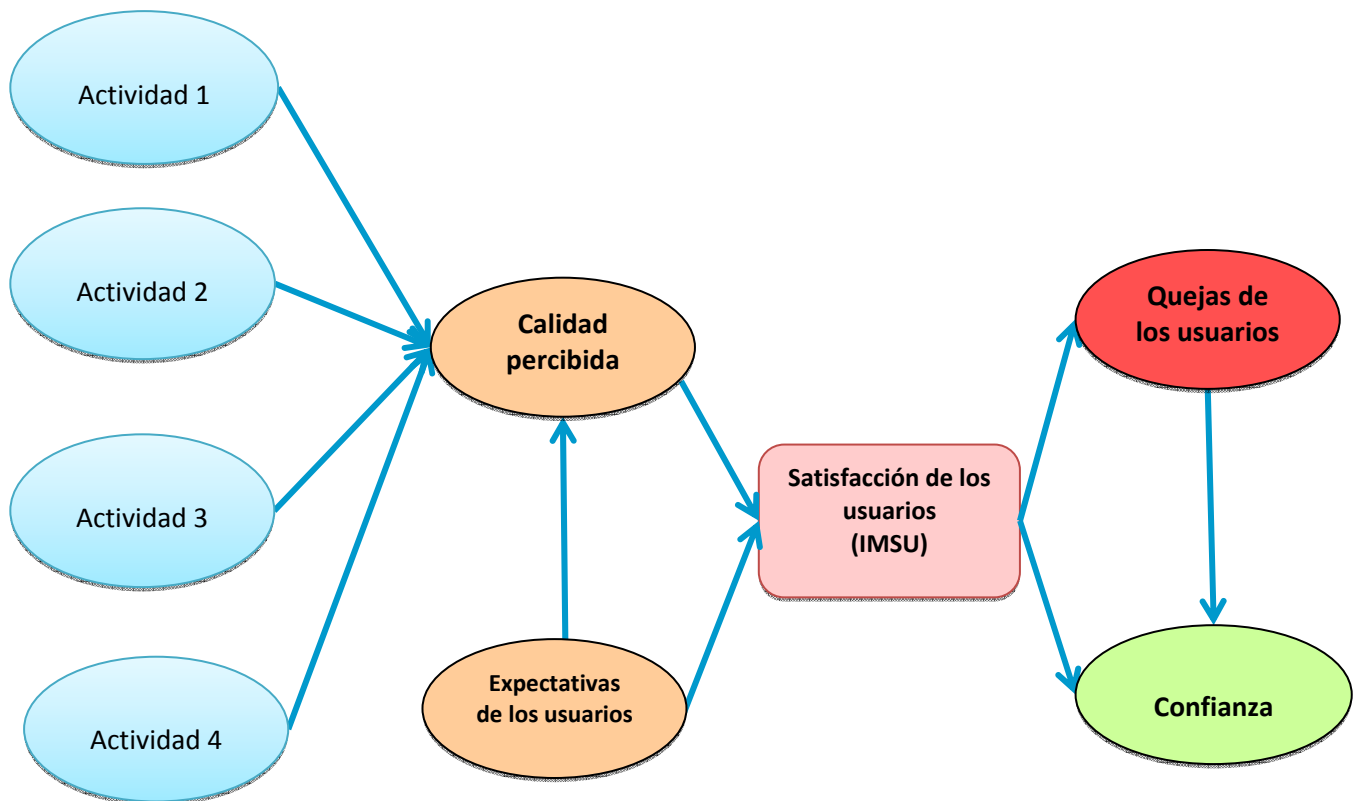 Actividad 1
Actividad 2
Actividad 3
Actividad 4
Calidad
percibida
Expectativas
de los usuarios
Satisfacción de los
usuarios
(IMSU)
Quejas de
los usuarios
Confianza